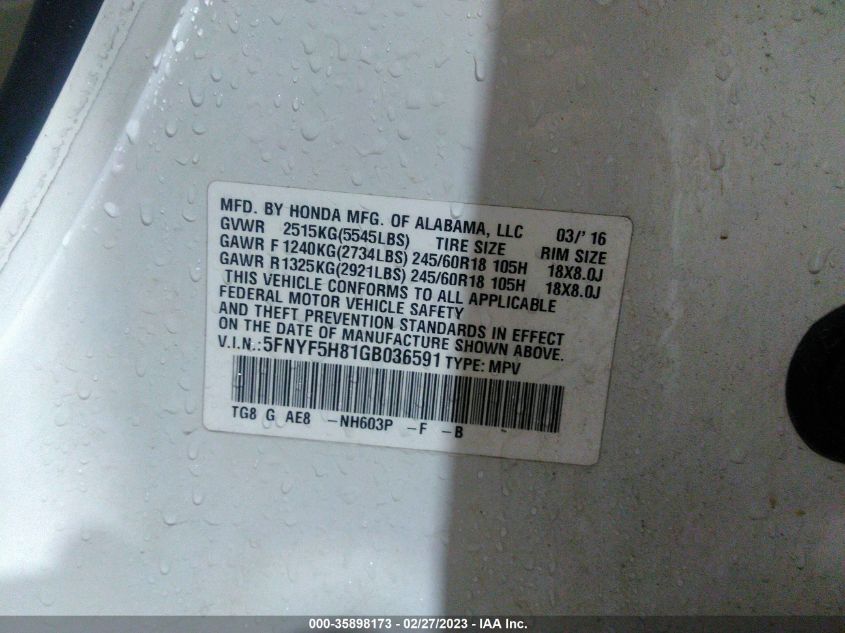 MFD. BY HONDA MFG. OF ALABAMA, LLC 03/' 16
GVWR 2515KG(5545LBS) TIRE SIZE RIM SIZE
GAWR F 1240KG(2734LBS) 245/60R18 105H 18X8.0J
GAWR R 1325KG(2921LBS) 245/60R18 105H 18X8.0J
THIS VEHICLE CONFORMS TO ALL APPLICABLE
FEDERAL MOTOR VEHICLE SAFETY
AND THEFT PREVENTION STANDARDS IN EFFECT
ON THE DATE OF MANUFACTURE SHOWN ABOVE.
V.I.N.:5FNYF5H81GB036591 TYPE: MPV
TG8 G AE8 -NH603P -F -B -
000-35898173 - 02/27/2023 - IAA Inc.